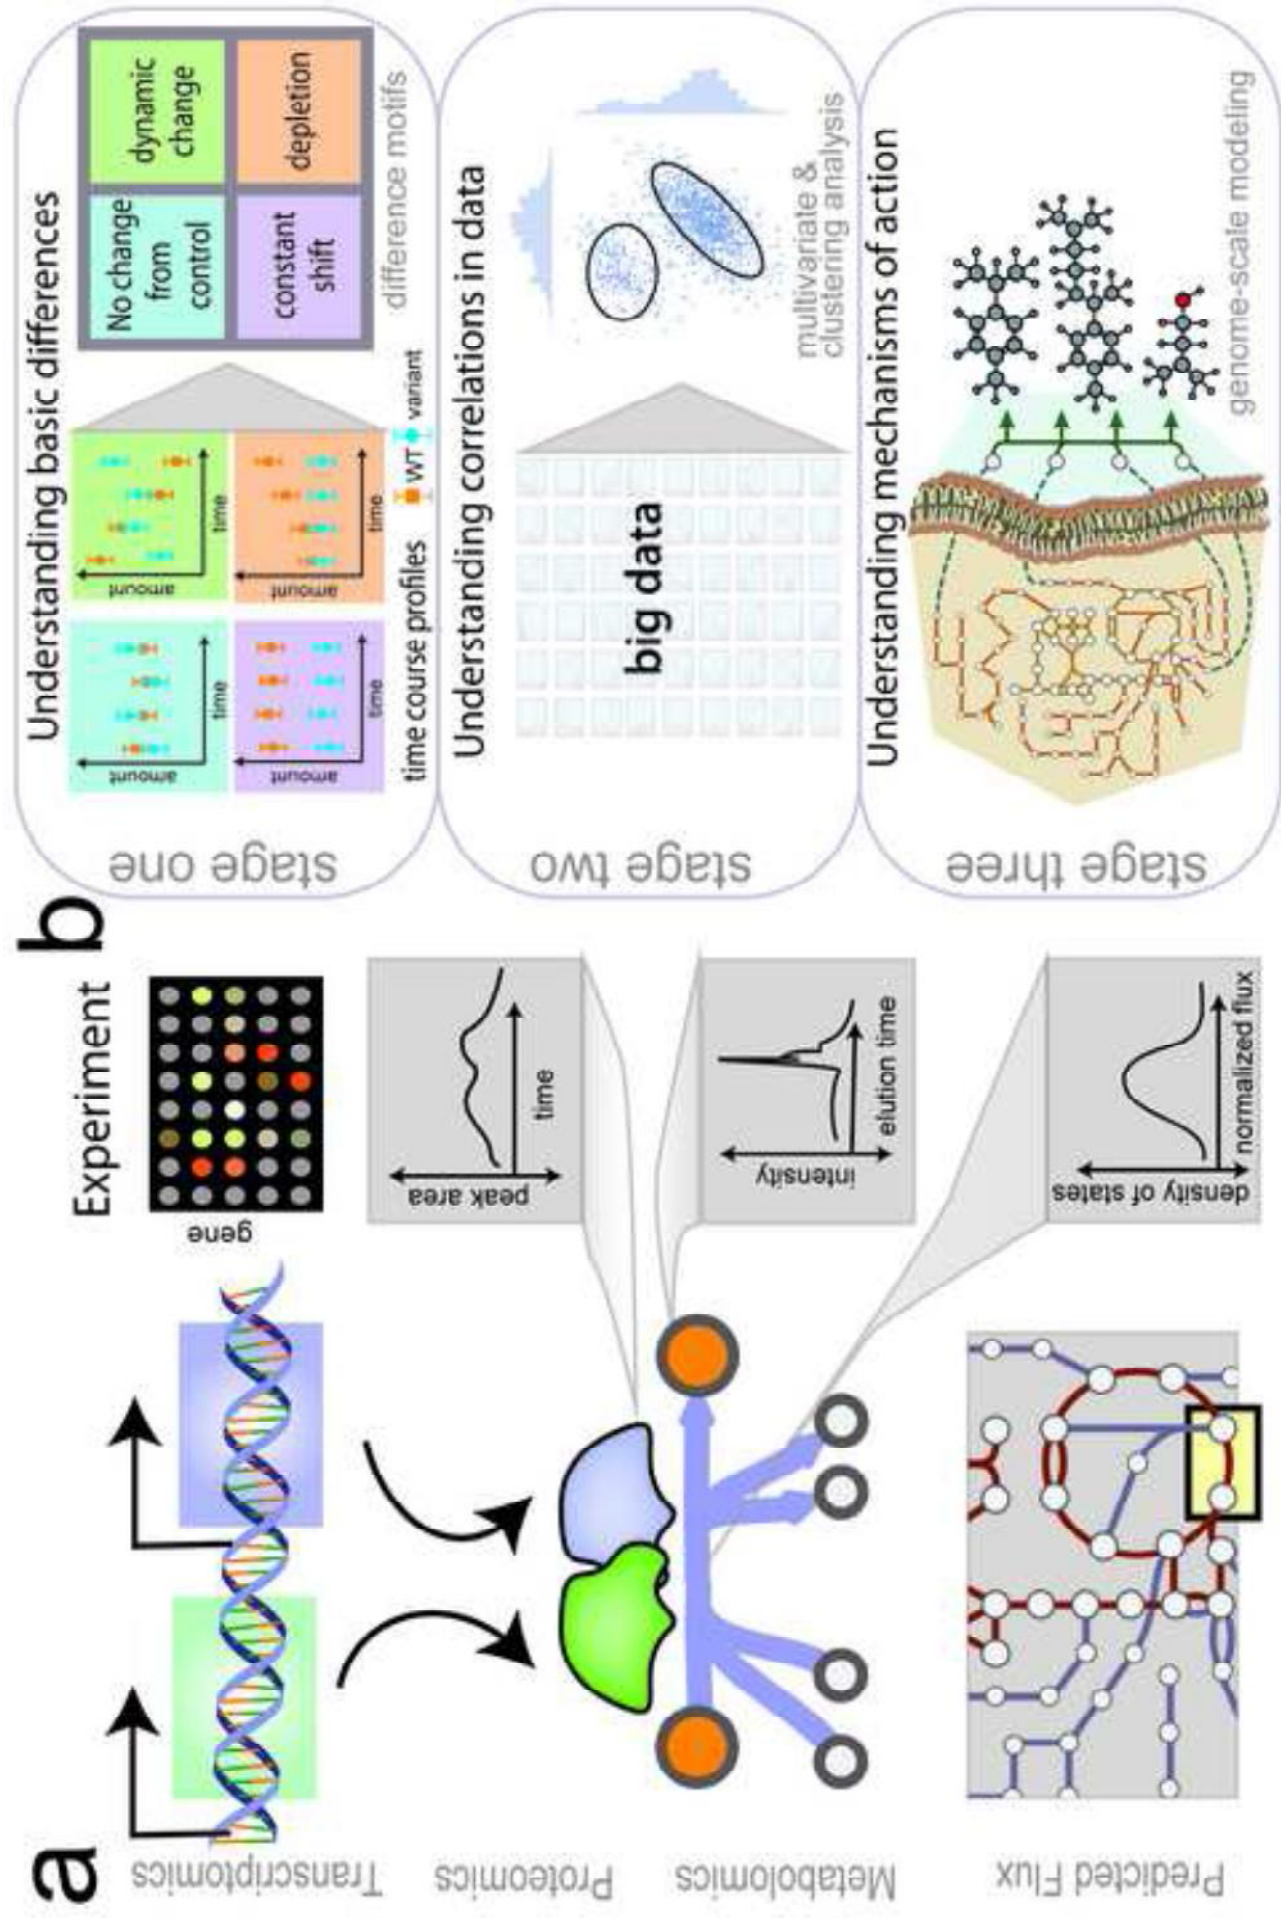 a
Experiment
Transcriptomics
gene
Proteomics
peak area
time
Metabolomics
intensity
elution time
Predicted Flux
density of states
normalized flux
b
stage one
Understanding basic differences
amount
time
amount
time
amount
time
amount
time
time course profiles
WT
variant
No change
from
control
dynamic
change
constant
shift
depletion
difference motifs
stage two
Understanding correlations in data
big data
multivariate &
clustering analysis
stage three
Understanding mechanisms of action
genome-scale modeling